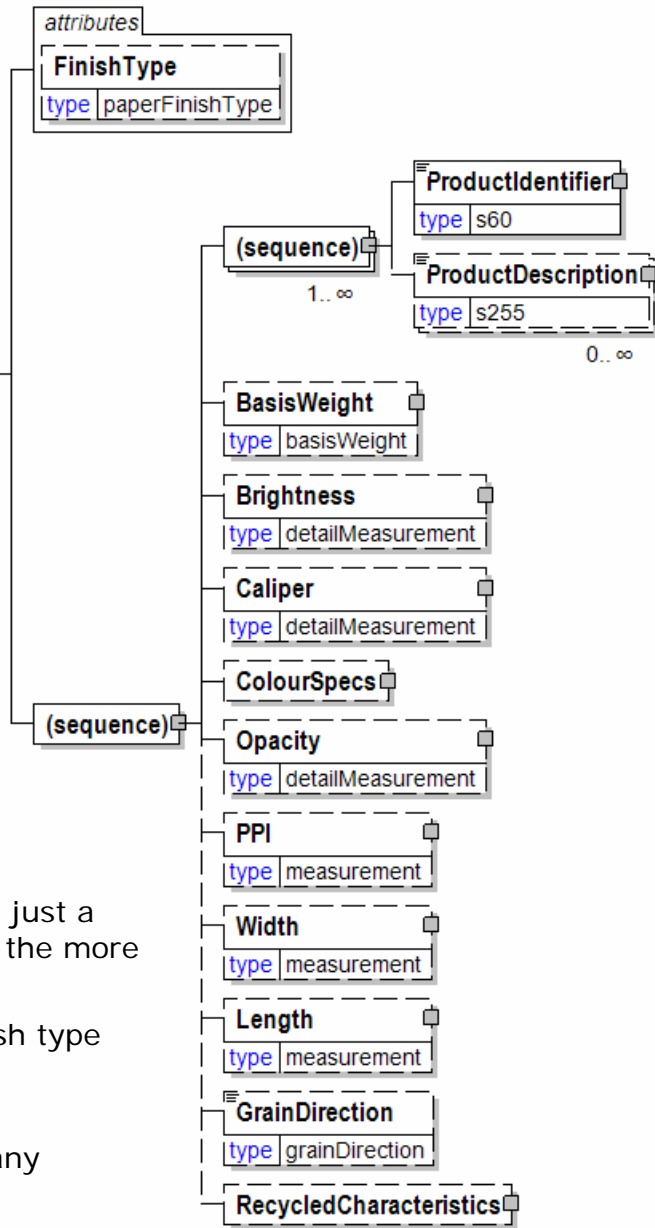 attributes
FinishType
type paperFinishType
ProductIdentifier
type s60
(sequence)
1.. ∞
ProductDescription
type s255
0.. ∞
BasisWeight
type basisWeight
Brightness
type detailMeasurement
Caliper
type detailMeasurement
ColourSpecs
(sequence)
Opacity
type detailMeasurement
PPI
type measurement
Width
type measurement
Length
type measurement
GrainDirection
type grainDirection
RecycledCharacteristics
just a
the more
sh type
any